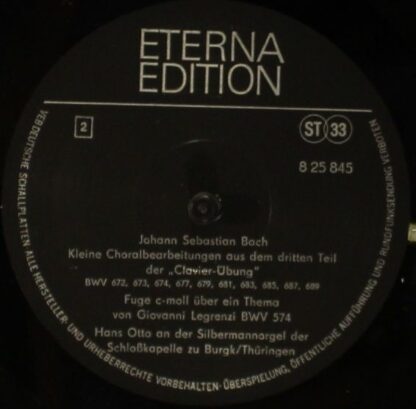 ETERNA
EDITION
2
ST 33
8 25 845
Johann Sebastian Bach
Kleine Choralbearbeitungen aus dem dritten Teil
der „Clavier-Übung“
BWV 672, 673, 674, 677, 679, 681, 683, 685, 687, 689
Fuge c-moll über ein Thema
von Giovanni Legranzi BWV 574
Hans Otto an der Silbermannorgel der
Schloßkapelle zu Burgk/Thüringen
VEB DEUTSCHE SCHALLPLATTEN ALLE HERSTELLER- UND URHEBERRECHTE VORBEHALTEN · ÜBERSPIELUNG, ÖFFENTLICHE AUFFÜHRUNG UND RUNDFUNKSENDUNG VERBOTEN